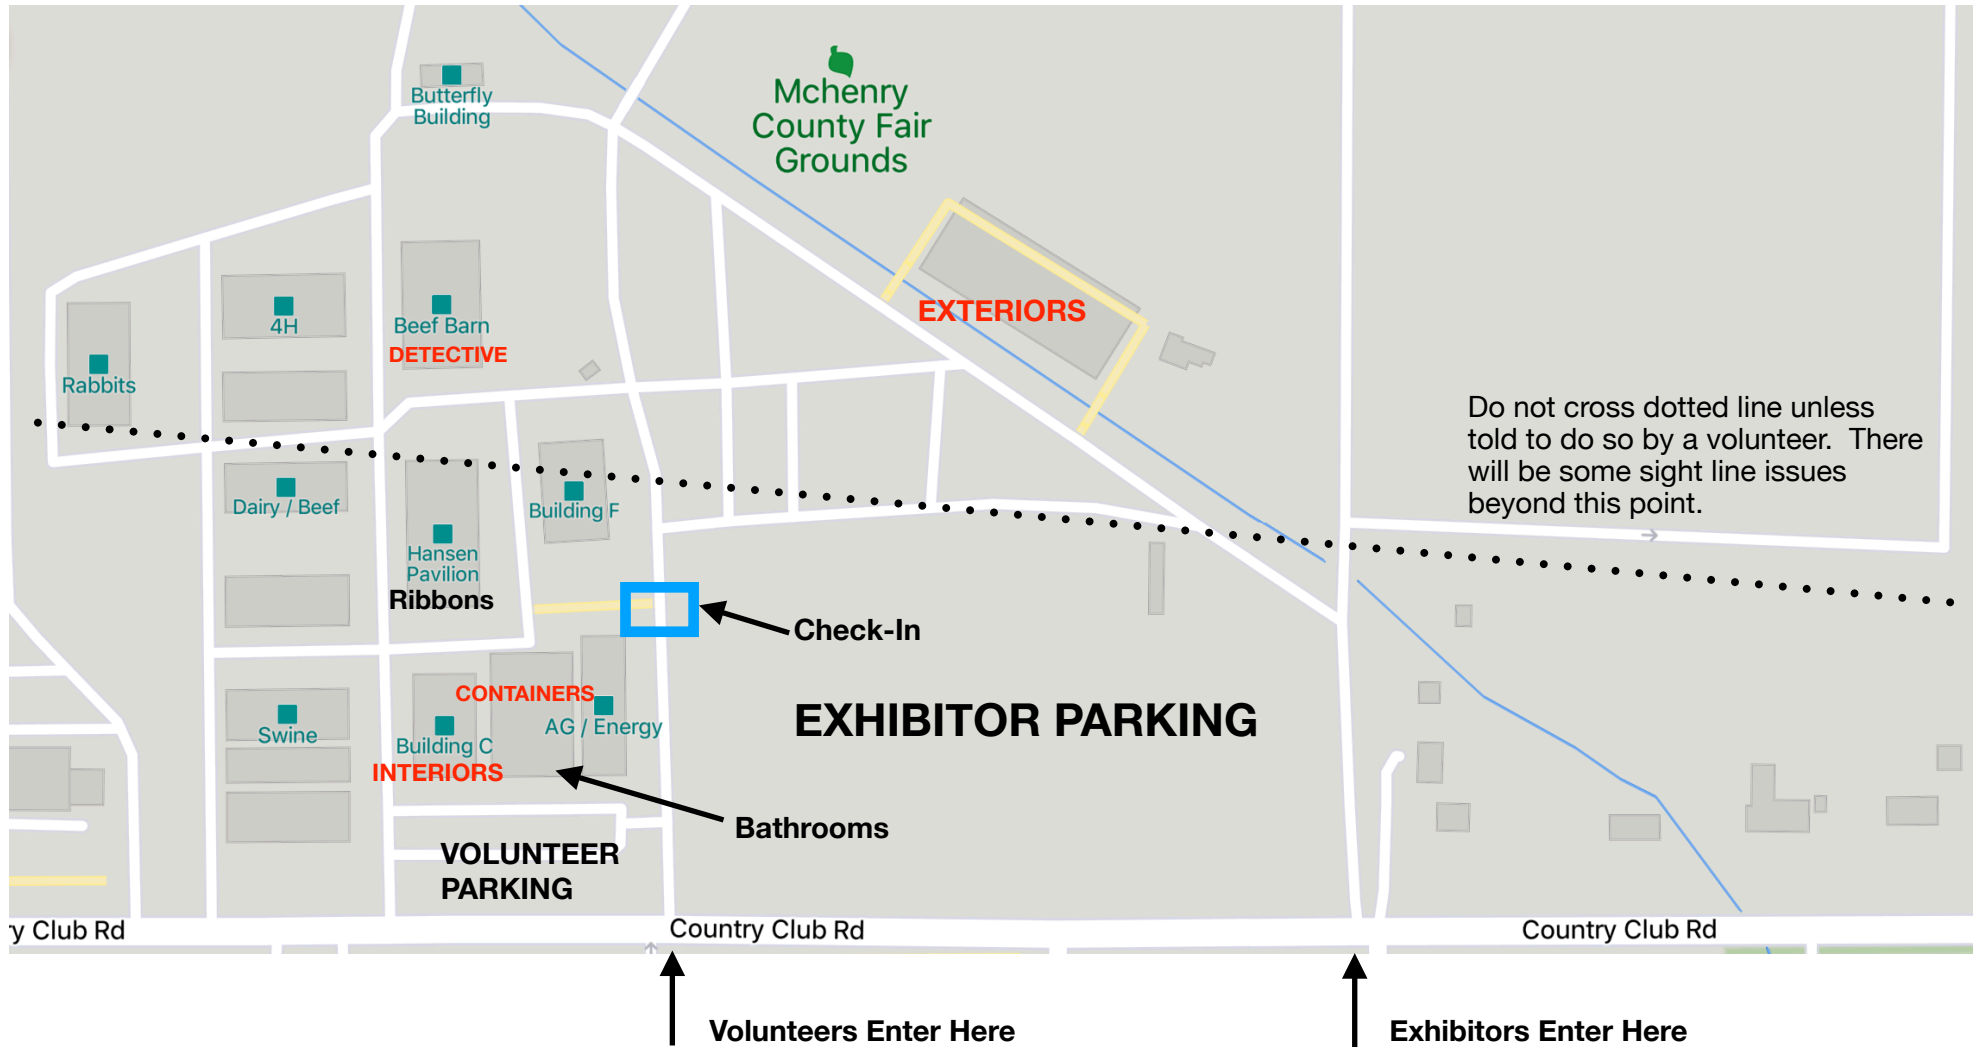 Butterfly
Building
Mchenry
County Fair
Grounds
EXTERIORS
4H
Beef Barn
DETECTIVE
Rabbits
Do not cross dotted line unless
told to do so by a volunteer.  There
will be some sight line issues
beyond this point.
Dairy / Beef
Building F
Hansen
Pavilion
Ribbons
Check-In
CONTAINERS
EXHIBITOR PARKING
AG / Energy
Swine
Building C
INTERIORS
Bathrooms
VOLUNTEER
PARKING
ry Club Rd
Country Club Rd
Country Club Rd
Volunteers Enter Here
Exhibitors Enter Here